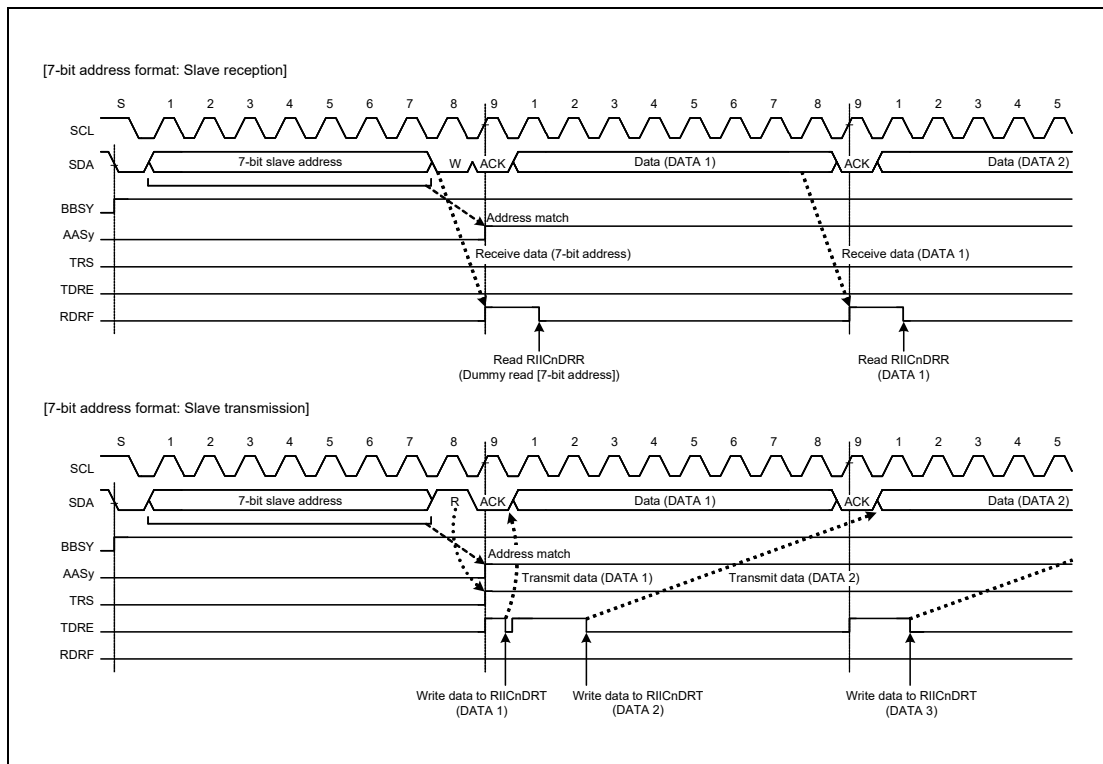 [7-bit address format: Slave reception]
S 1 2 3 4 5 6 7 8 9 1 2 3 4 5 6 7 8 9 1 2 3 4 5
SCL
SDA 7-bit slave address W ACK Data (DATA 1) ACK Data (DATA 2)
BBSY
Address match
AASy
Receive data (7-bit address) Receive data (DATA 1)
TRS
TDRE
RDRF
Read RIICnDRR Read RIICnDRR
(Dummy read [7-bit address]) (DATA 1)
[7-bit address format: Slave transmission]
S 1 2 3 4 5 6 7 8 9 1 2 3 4 5 6 7 8 9 1 2 3 4 5
SCL
SDA 7-bit slave address R ACK Data (DATA 1) ACK Data (DATA 2)
BBSY
Address match
AASy
Transmit data (DATA 1) Transmit data (DATA 2)
TRS
TDRE
RDRF
Write data to RIICnDRT Write data to RIICnDRT Write data to RIICnDRT
(DATA 1) (DATA 2) (DATA 3)